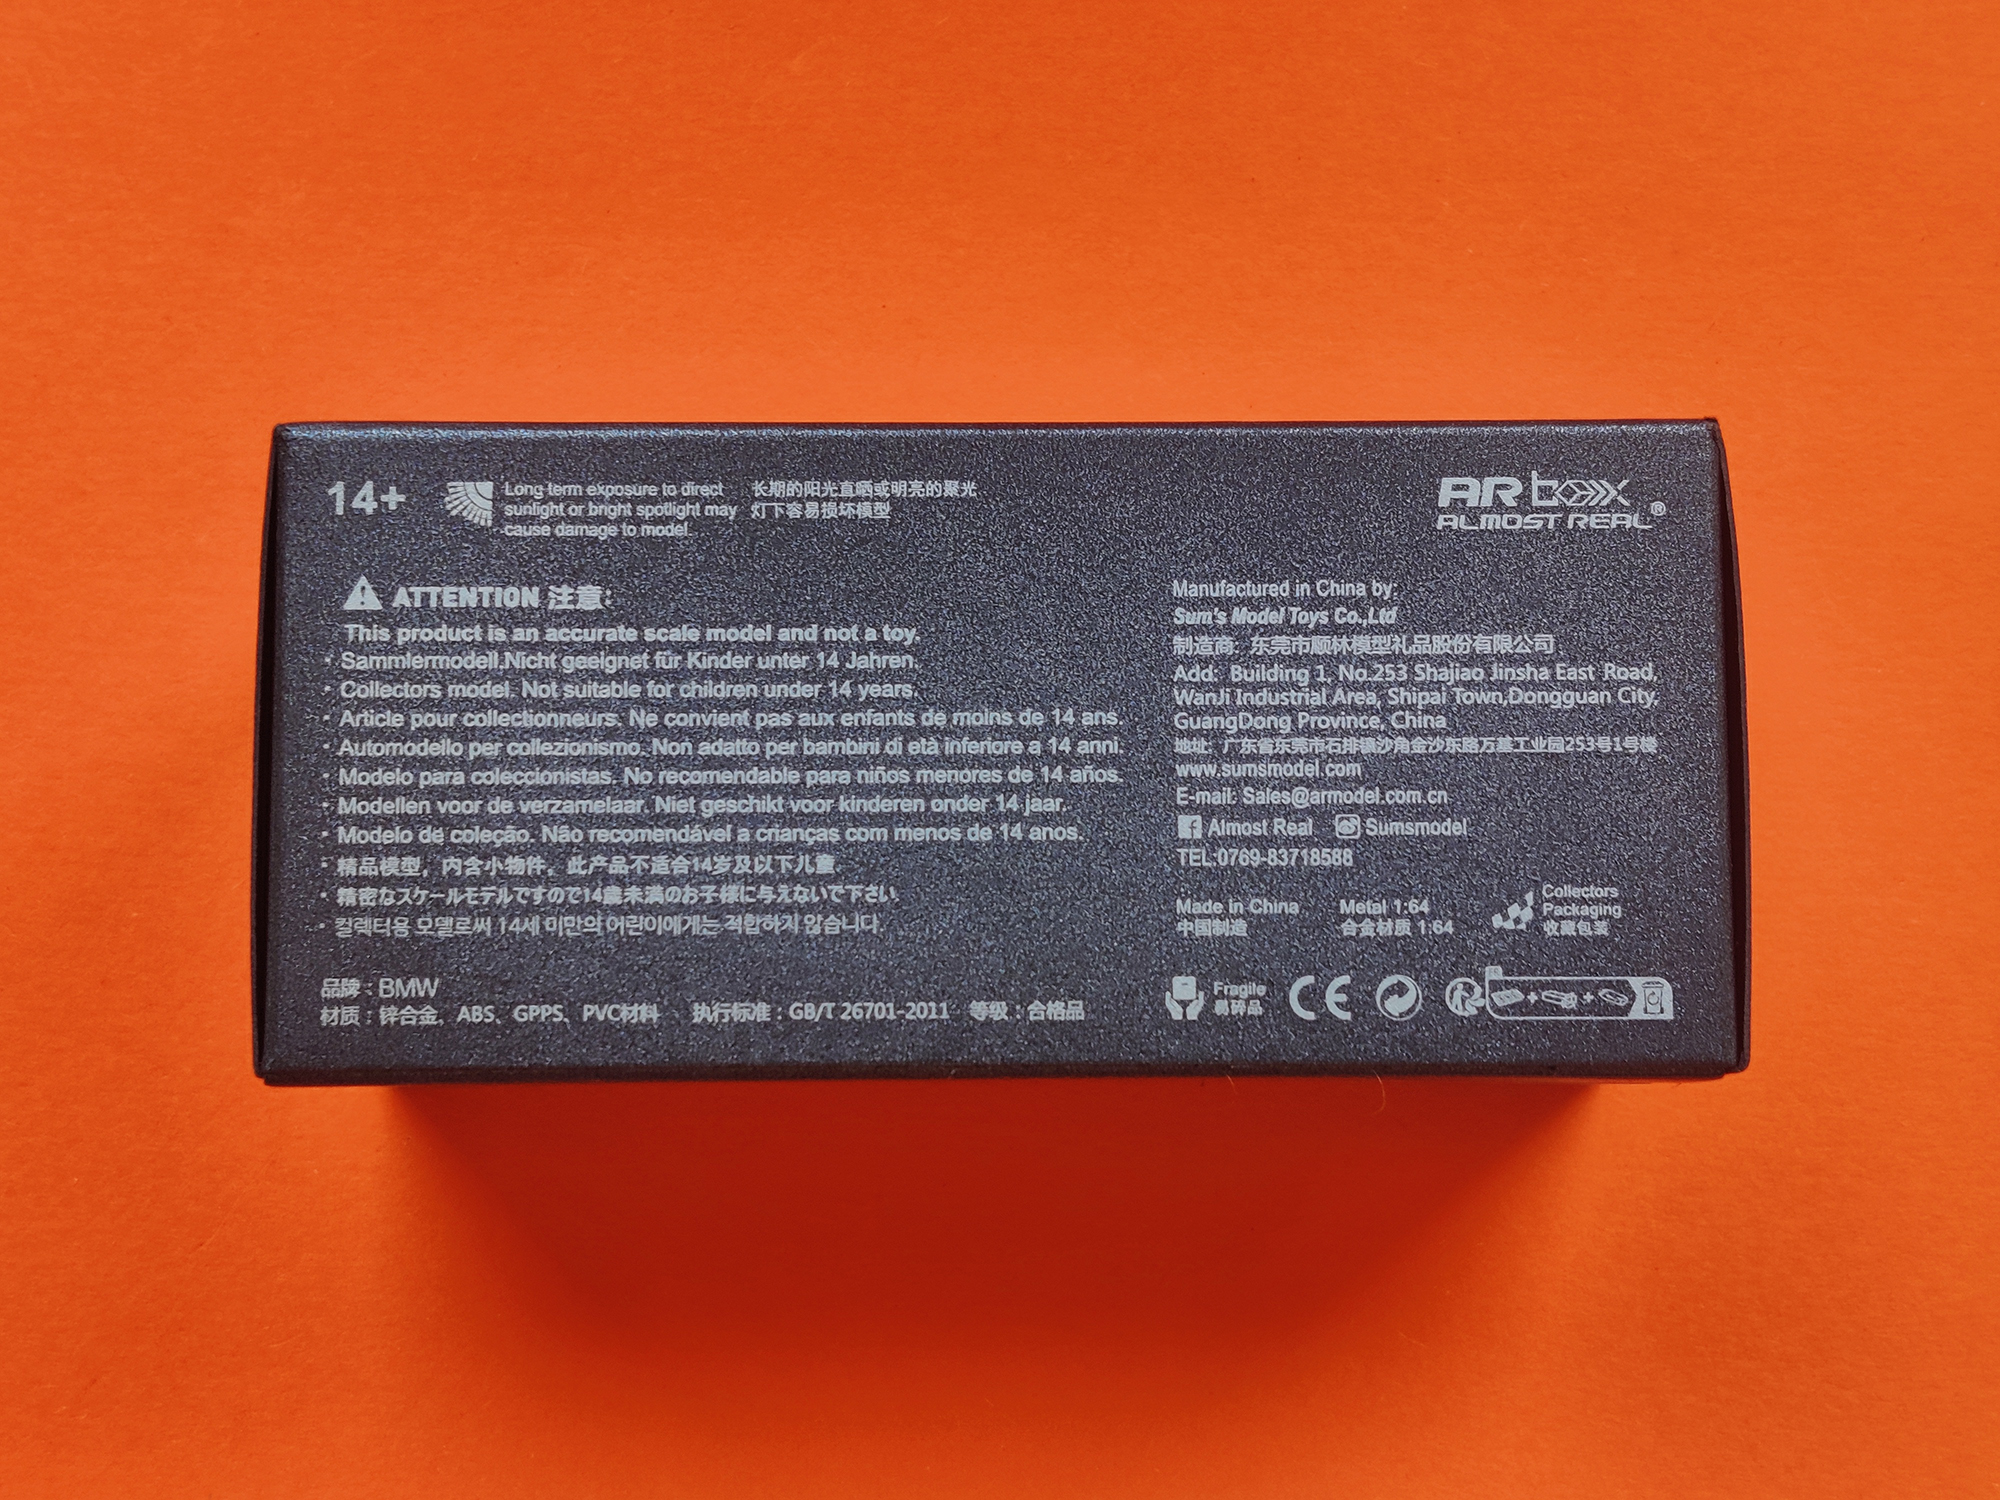 14+
Long term exposure to direct
sunlight or bright spotlight may
cause damage to model.
长期的阳光直晒或明亮的聚光
灯下容易损坏模型
AR box
ALMOST REAL®
ATTENTION 注意:
This product is an accurate scale model and not a toy.
· Sammlermodell.Nicht geeignet für Kinder unter 14 Jahren.
· Collectors model. Not suitable for children under 14 years.
· Article pour collectionneurs. Ne convient pas aux enfants de moins de 14 ans.
· Automodello per collezionismo. Non adatto per bambini di età inferiore a 14 anni.
· Modelo para coleccionistas. No recomendable para niños menores de 14 años.
· Modellen voor de verzamelaar. Niet geschikt voor kinderen onder 14 jaar.
· Modelo de coleção. Não recomendável a crianças com menos de 14 anos.
· 精品模型，内含小物件，此产品不适合14岁及以下儿童
· 精密なスケールモデルですので14歳未満のお子様に与えないで下さい
· 컬렉터용 모델로써 14세 미만의 어린이에게는 적합하지 않습니다.
品牌：BMW
材质：锌合金、ABS、GPPS、PVC材料 执行标准：GB/T 26701-2011 等级：合格品
Manufactured in China by:
Sum's Model Toys Co.,Ltd
制造商: 东莞市顺林模型礼品股份有限公司
Add: Building 1, No.253 Shajiao Jinsha East Road,
WanJi Industrial Area, Shipai Town,Dongguan City,
GuangDong Province, China
地址: 广东省东莞市石排镇沙角金沙东路万基工业园253号1号楼
www.sumsmodel.com
E-mail: Sales@armodel.com.cn
Almost Real Sumsmodel
TEL:0769-83718588
Made in China
中国制造
Metal 1:64
合金材质 1:64
Collectors
Packaging
收藏包装
Fragile
易碎品
CE